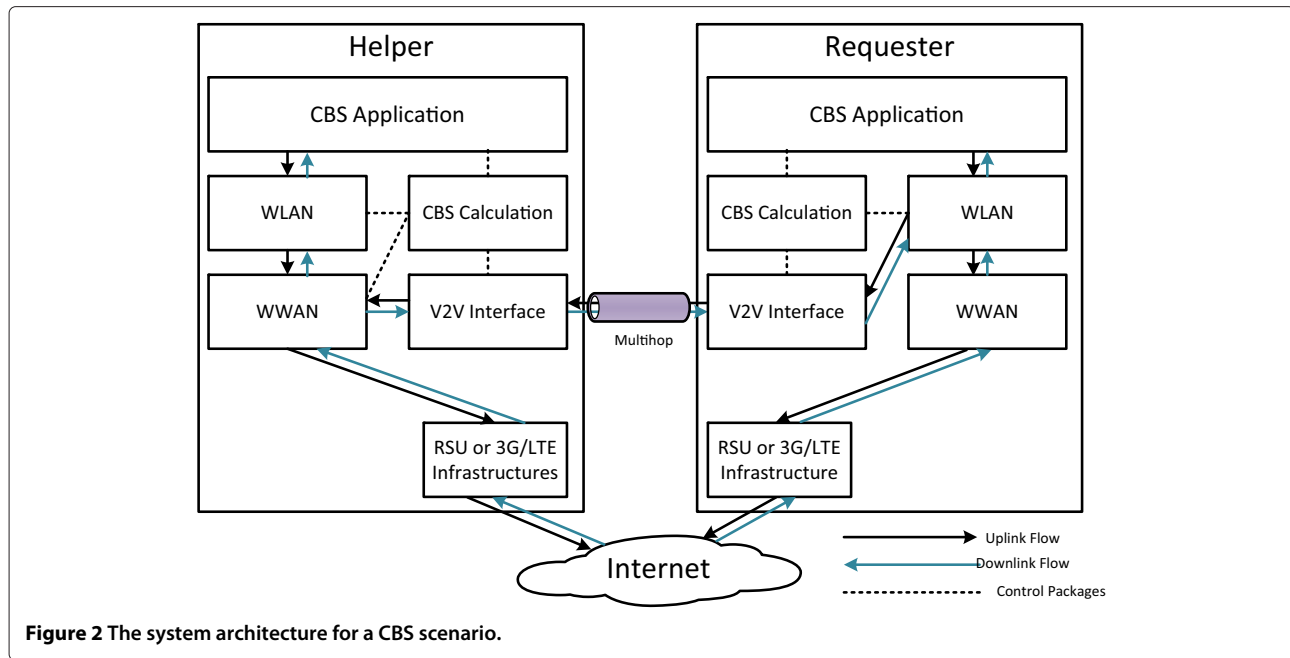 Helper
CBS Application
WLAN
CBS Calculation
WWAN
V2V Interface
RSU or 3G/LTE
Infrastructures
Multihop
Requester
CBS Application
CBS Calculation
WLAN
V2V Interface
WWAN
RSU or 3G/LTE
Infrastructure
Internet
Uplink Flow
Downlink Flow
Control Packages
Figure 2 The system architecture for a CBS scenario.